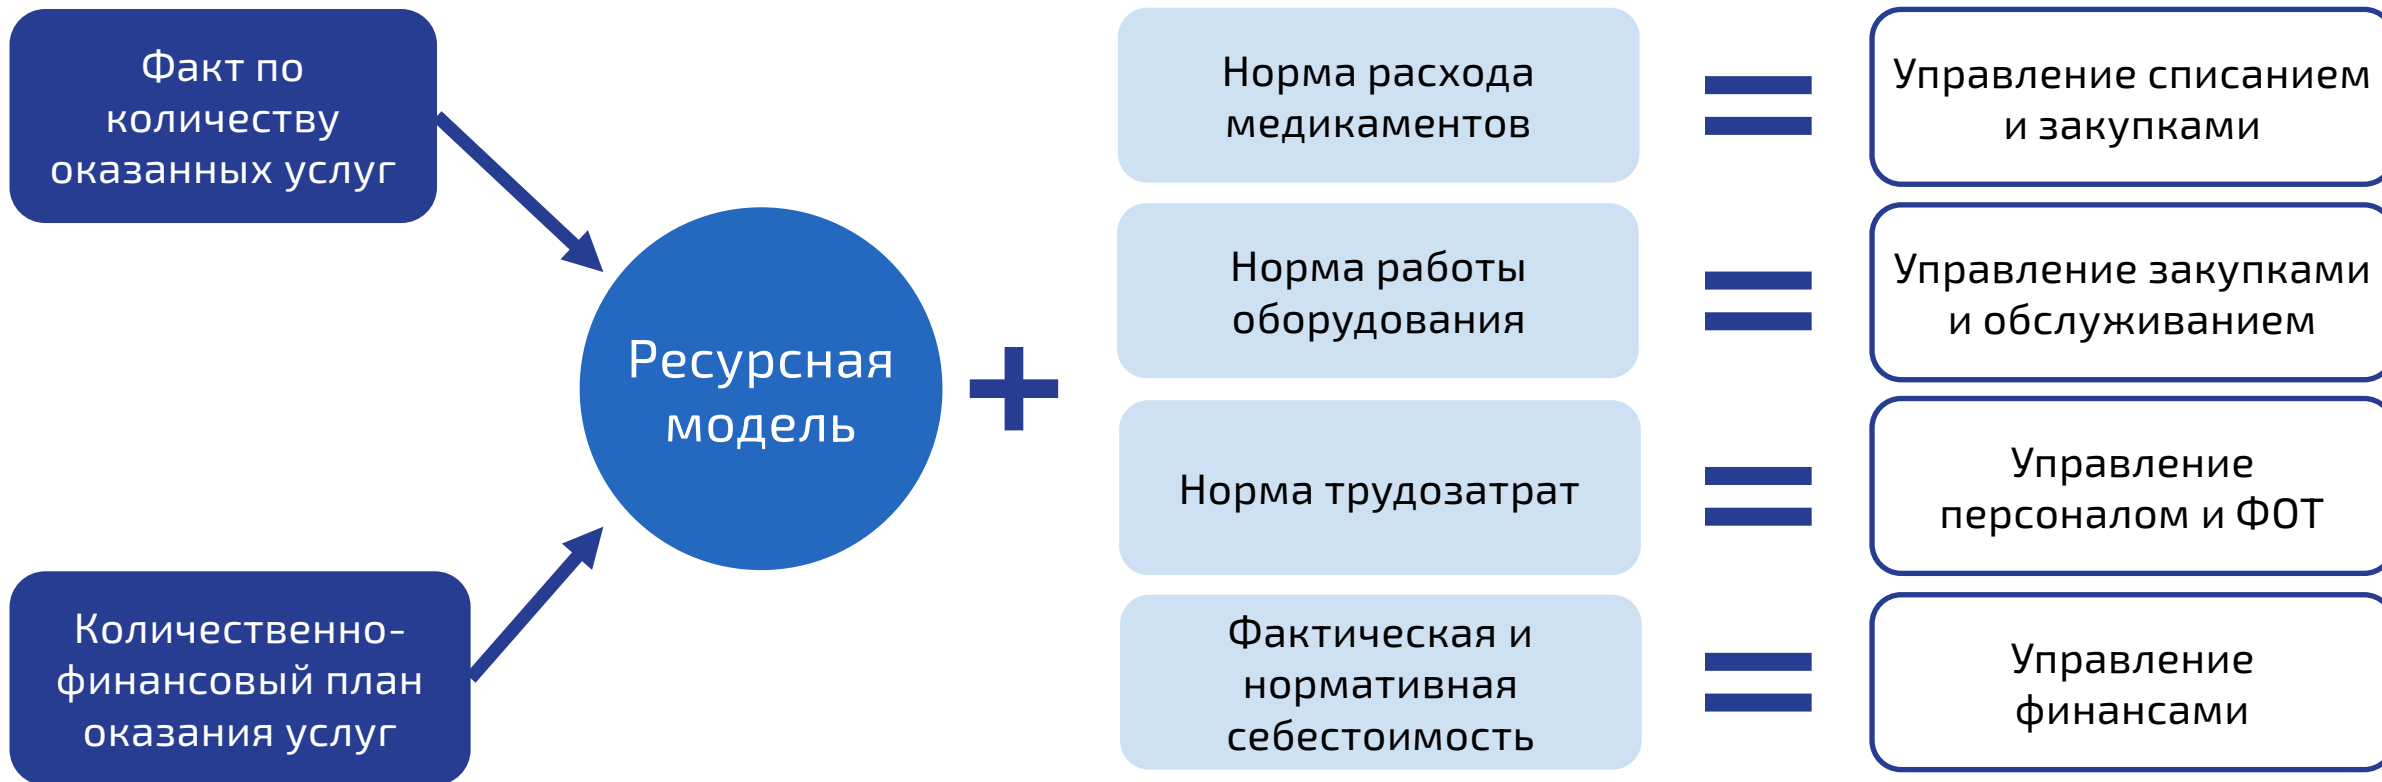 Факт по
количеству
оказанных услуг
Количественно-
финансовый план
оказания услуг
Ресурсная
модель
+
Норма расхода
медикаментов
=
Управление списанием
и закупками
Норма работы
оборудования
=
Управление закупками
и обслуживанием
Норма трудозатрат
=
Управление
персоналом и ФОТ
Фактическая и
нормативная
себестоимость
=
Управление
финансами